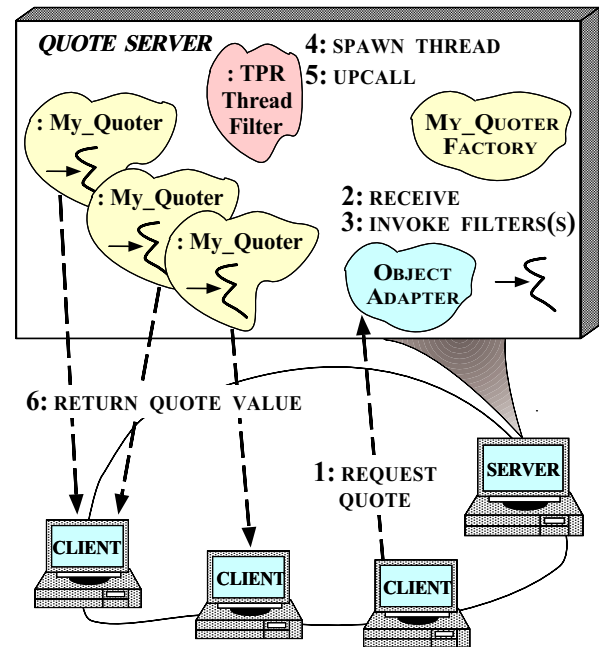 QUOTE SERVER
4: SPAWN THREAD
5: UPCALL
: TPR
Thread
Filter
: My_Quoter
MY_QUOTER
FACTORY
: My_Quoter
2: RECEIVE
3: INVOKE FILTERS(S)
: My_Quoter
OBJECT
ADAPTER
6: RETURN QUOTE VALUE
1: REQUEST
QUOTE
SERVER
CLIENT
CLIENT
CLIENT